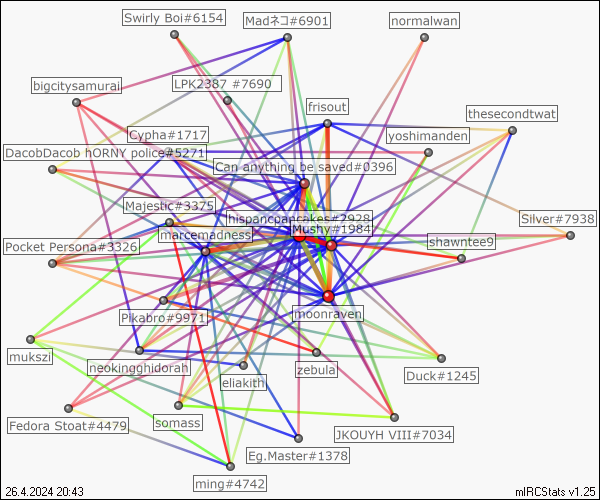 Swirly Boi#6154
Madネコ#6901
normalwan
bigcitysamurai
LPK2387 #7690
frisout
thesecondtwat
Cypha#1717
yoshimanden
DacobDacob hORNY police#5271
Can anything be saved#0396
Majestic#3375
hispancpancakes#2928
Silver#7938
Mushy#1984
marcemadness
shawntee9
Pocket Persona#3326
moonraven
Pikabro#9971
mukszi
neokingghidorah
zebula
Duck#1245
eliakith
Fedora Stoat#4479
somass
JKOUYH VIII#7034
Eg.Master#1378
ming#4742
26.4.2024 20:43
mIRCStats v1.25